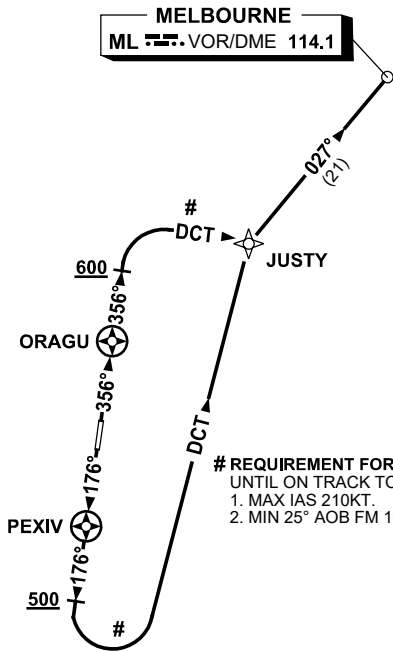 MELBOURNE
ML VOR/DME 114.1
027°
(21)
#
DCT
JUSTY
600
356°
ORAGU
356°
DCT
176°
PEXIV
176°
500
#
# REQUIREMENT FOR
UNTIL ON TRACK TO
1. MAX IAS 210KT.
2. MIN 25° AOB FM 1